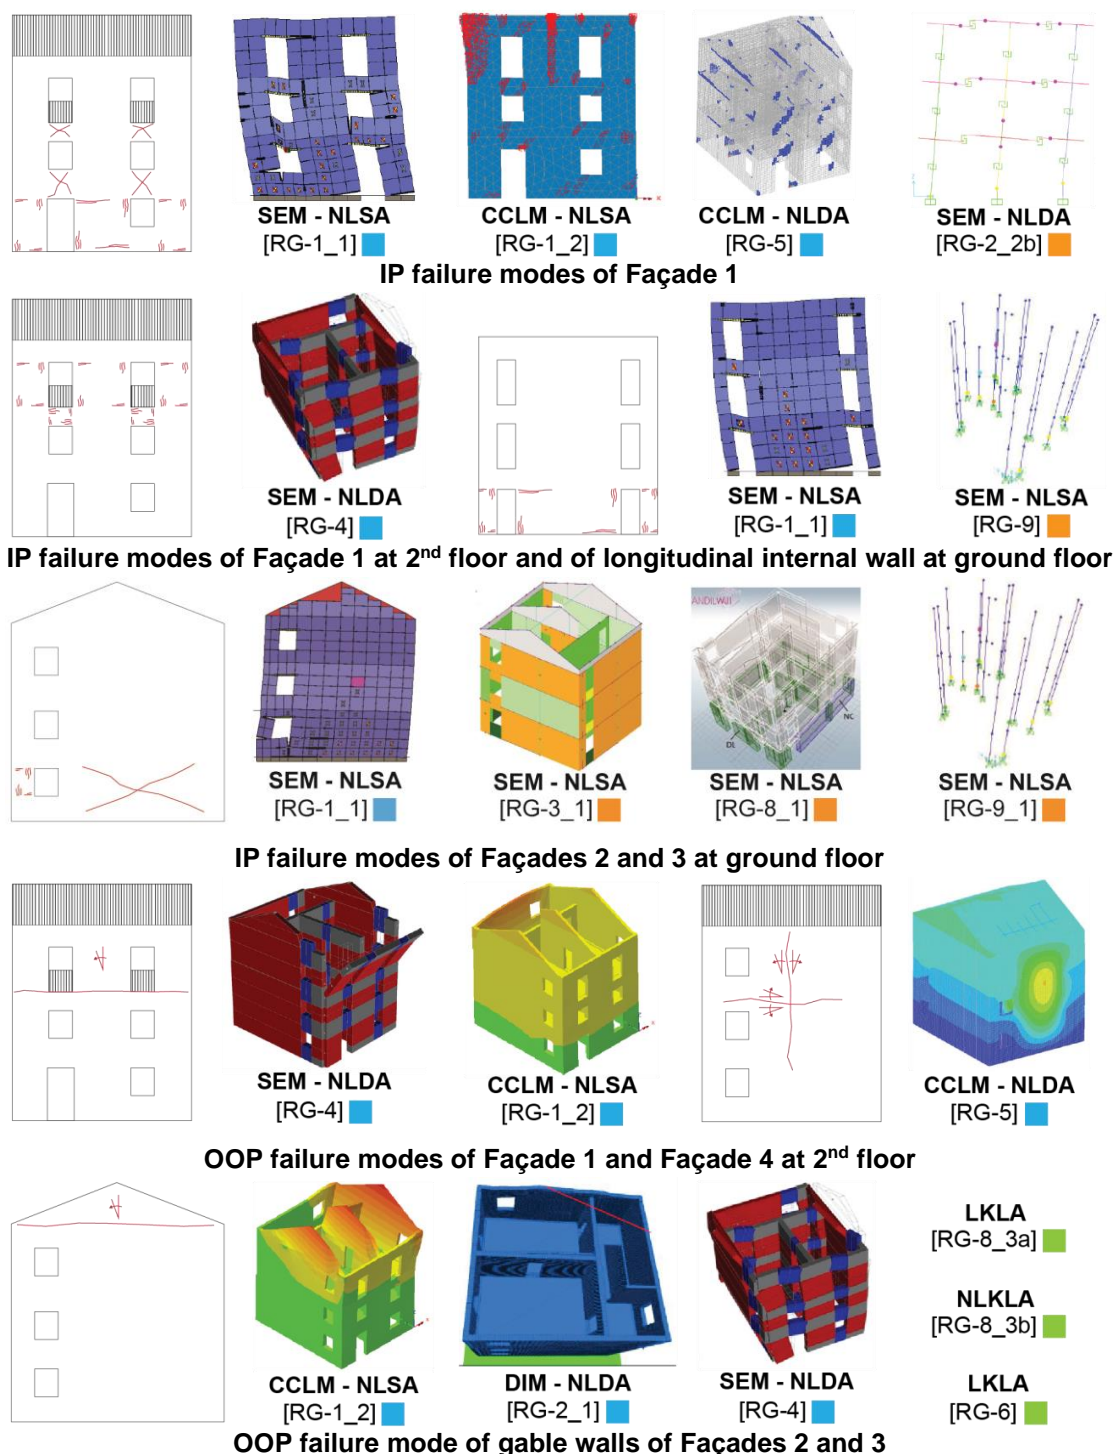 SEM - NLSA
[RG-1_1]
CCLM - NLSA
[RG-1_2]
CCLM - NLDA
[RG-5]
SEM - NLDA
[RG-2_2b]
IP failure modes of Façade 1
SEM - NLDA
[RG-4]
SEM - NLSA
[RG-1_1]
SEM - NLSA
[RG-9]
IP failure modes of Façade 1 at 2nd floor and of longitudinal internal wall at ground floor
ANDILWall
DL
NC
SEM - NLSA
[RG-1_1]
SEM - NLSA
[RG-3_1]
SEM - NLSA
[RG-8_1]
SEM - NLSA
[RG-9_1]
IP failure modes of Façades 2 and 3 at ground floor
SEM - NLDA
[RG-4]
CCLM - NLSA
[RG-1_2]
CCLM - NLDA
[RG-5]
OOP failure modes of Façade 1 and Façade 4 at 2nd floor
CCLM - NLSA
[RG-1_2]
DIM - NLDA
[RG-2_1]
SEM - NLDA
[RG-4]
LKLA
[RG-8_3a]
NLKLA
[RG-8_3b]
LKLA
[RG-6]
OOP failure mode of gable walls of Façades 2 and 3